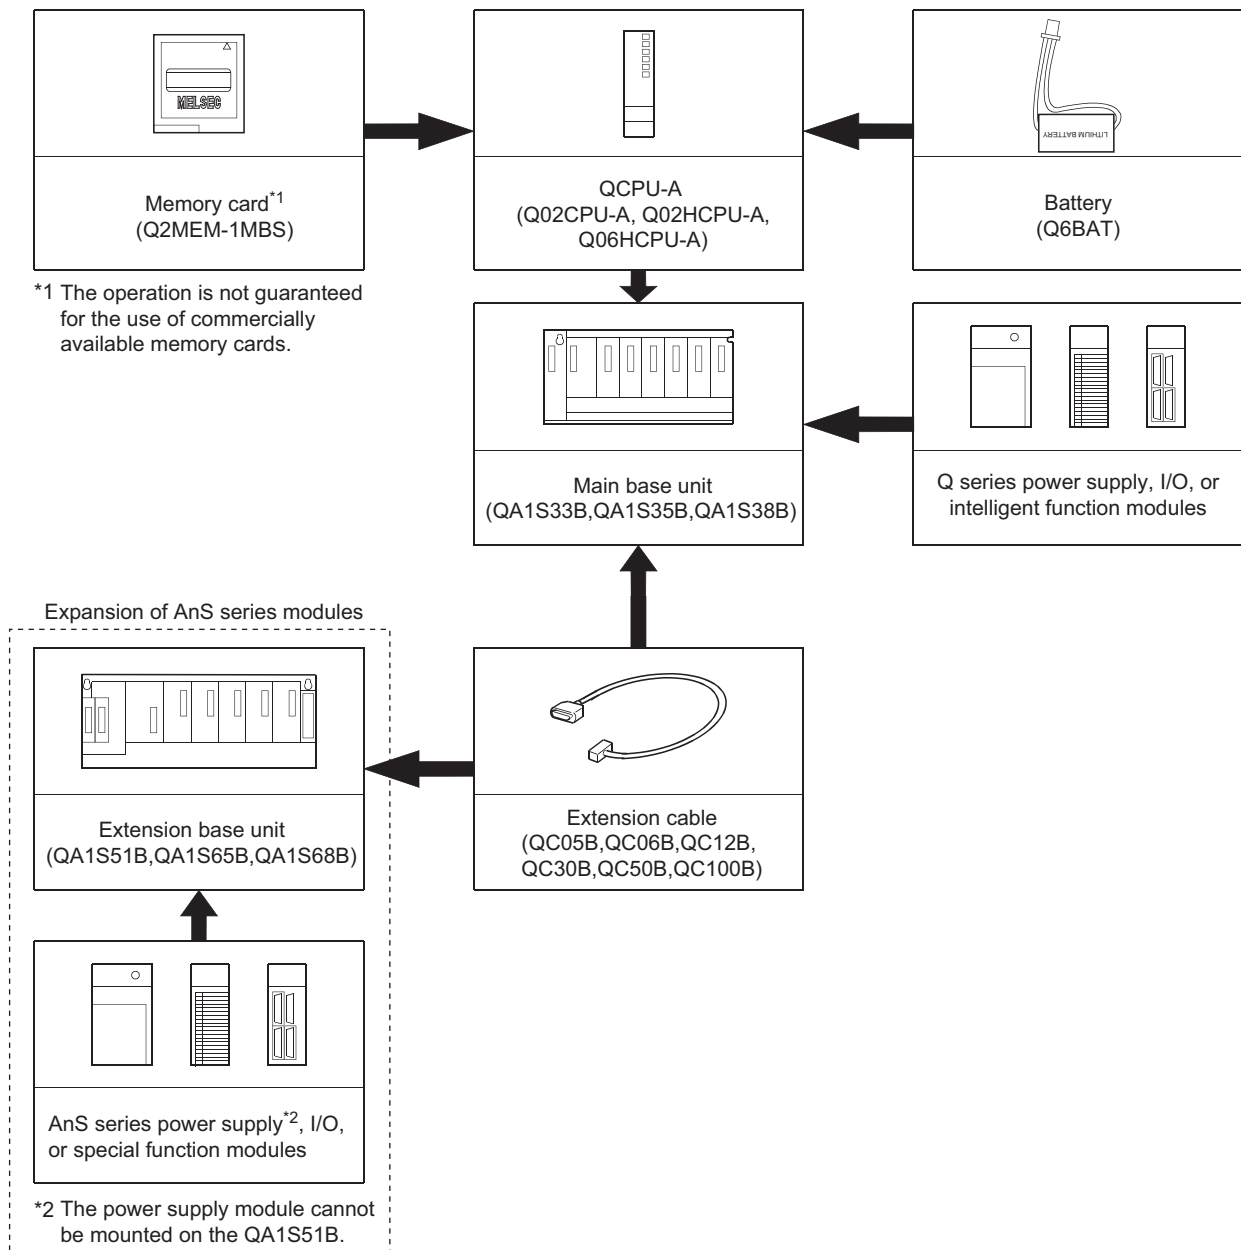 MELSEC
Memory card*1
(Q2MEM-1MBS)
*1 The operation is not guaranteed
for the use of commercially
available memory cards.
QCPU-A
(Q02CPU-A, Q02HCPU-A,
Q06HCPU-A)
LITHIUM BATTERY
Battery
(Q6BAT)
Main base unit
(QA1S33B,QA1S35B,QA1S38B)
Q series power supply, I/O, or
intelligent function modules
Expansion of AnS series modules
Extension base unit
(QA1S51B,QA1S65B,QA1S68B)
Extension cable
(QC05B,QC06B,QC12B,
QC30B,QC50B,QC100B)
AnS series power supply*2, I/O,
or special function modules
*2 The power supply module cannot
be mounted on the QA1S51B.